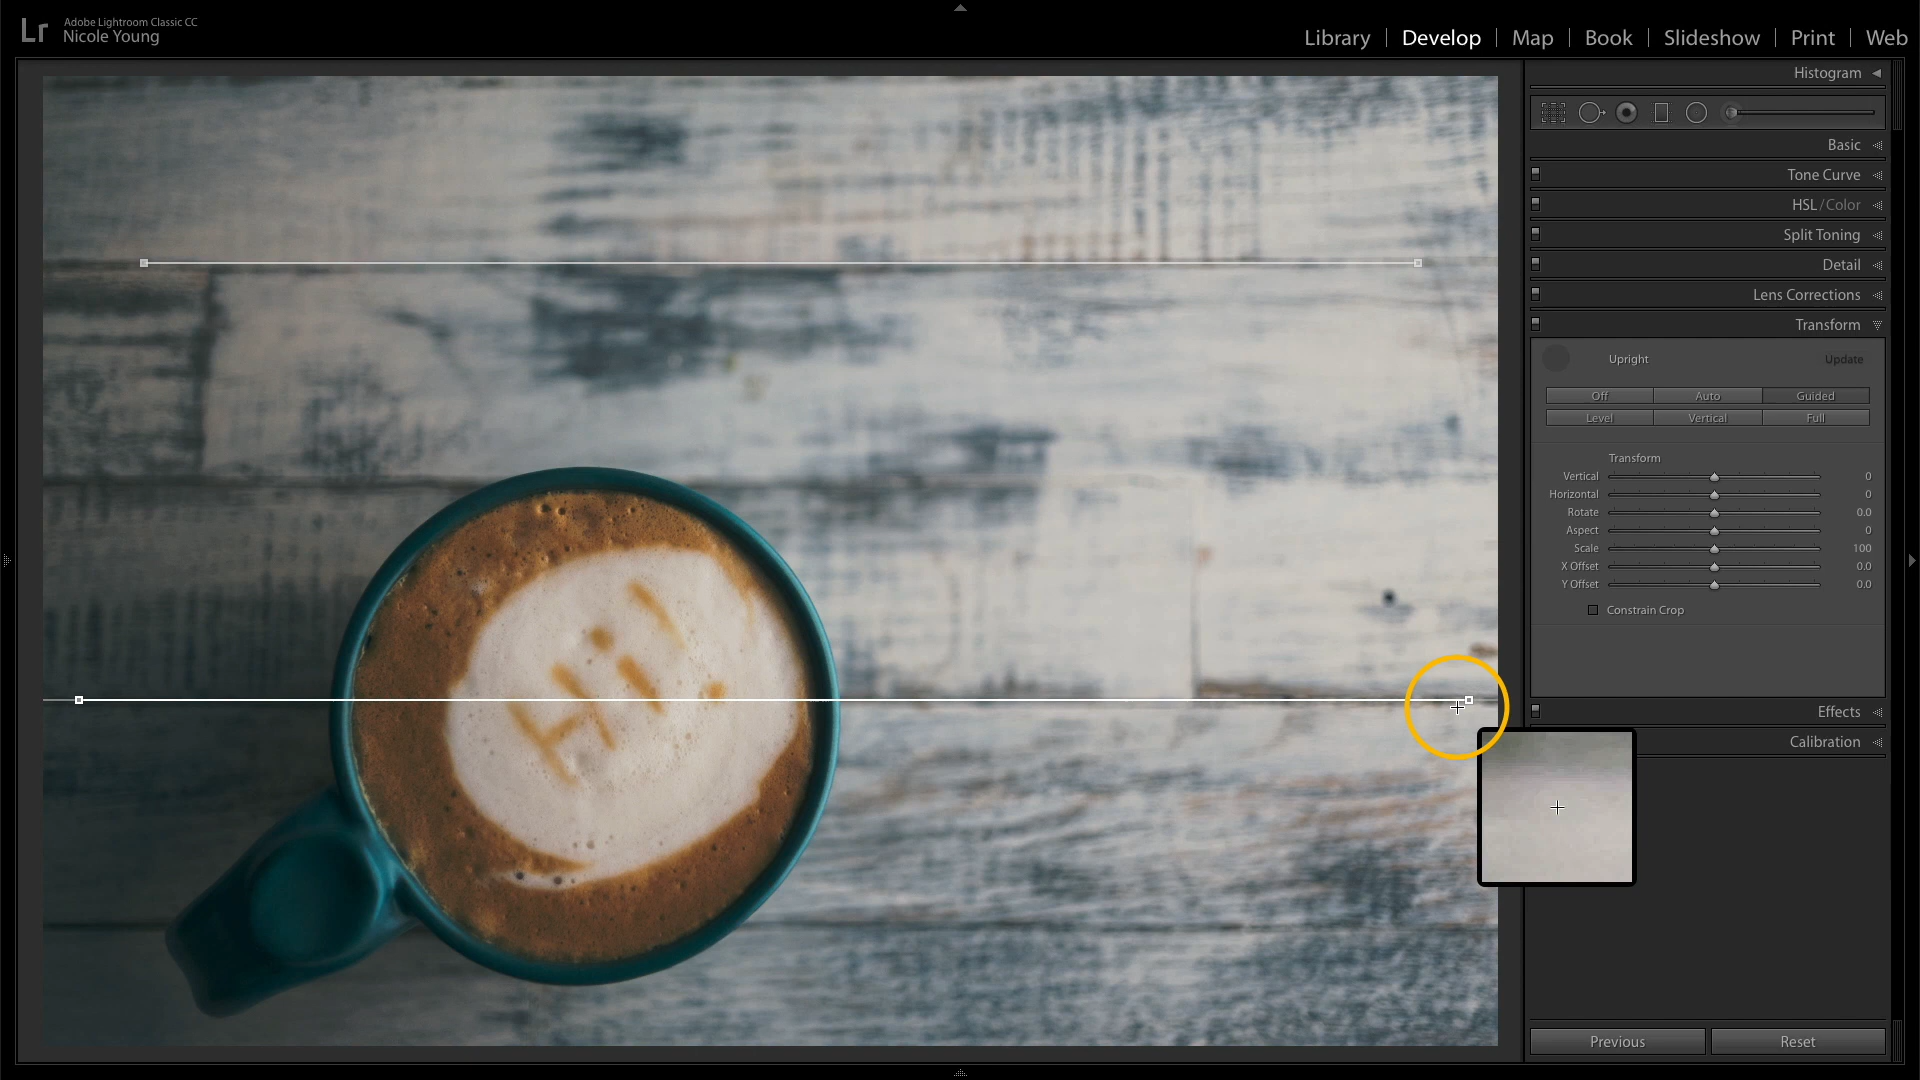 Lr
Adobe Lightroom Classic CC
Nicole Young
Library | Develop | Map | Book | Slideshow | Print | Web
Histogram
Basic
Tone Curve
HSL / Color
Split Toning
Detail
Lens Corrections
Transform
Upright Update
Off Auto Guided
Level Vertical Full
Transform
Vertical 0
Horizontal 0
Rotate 0.0
Aspect 0
Scale 100
X Offset 0.0
Y Offset 0.0
Constrain Crop
Hi
Effects
Calibration
Previous Reset